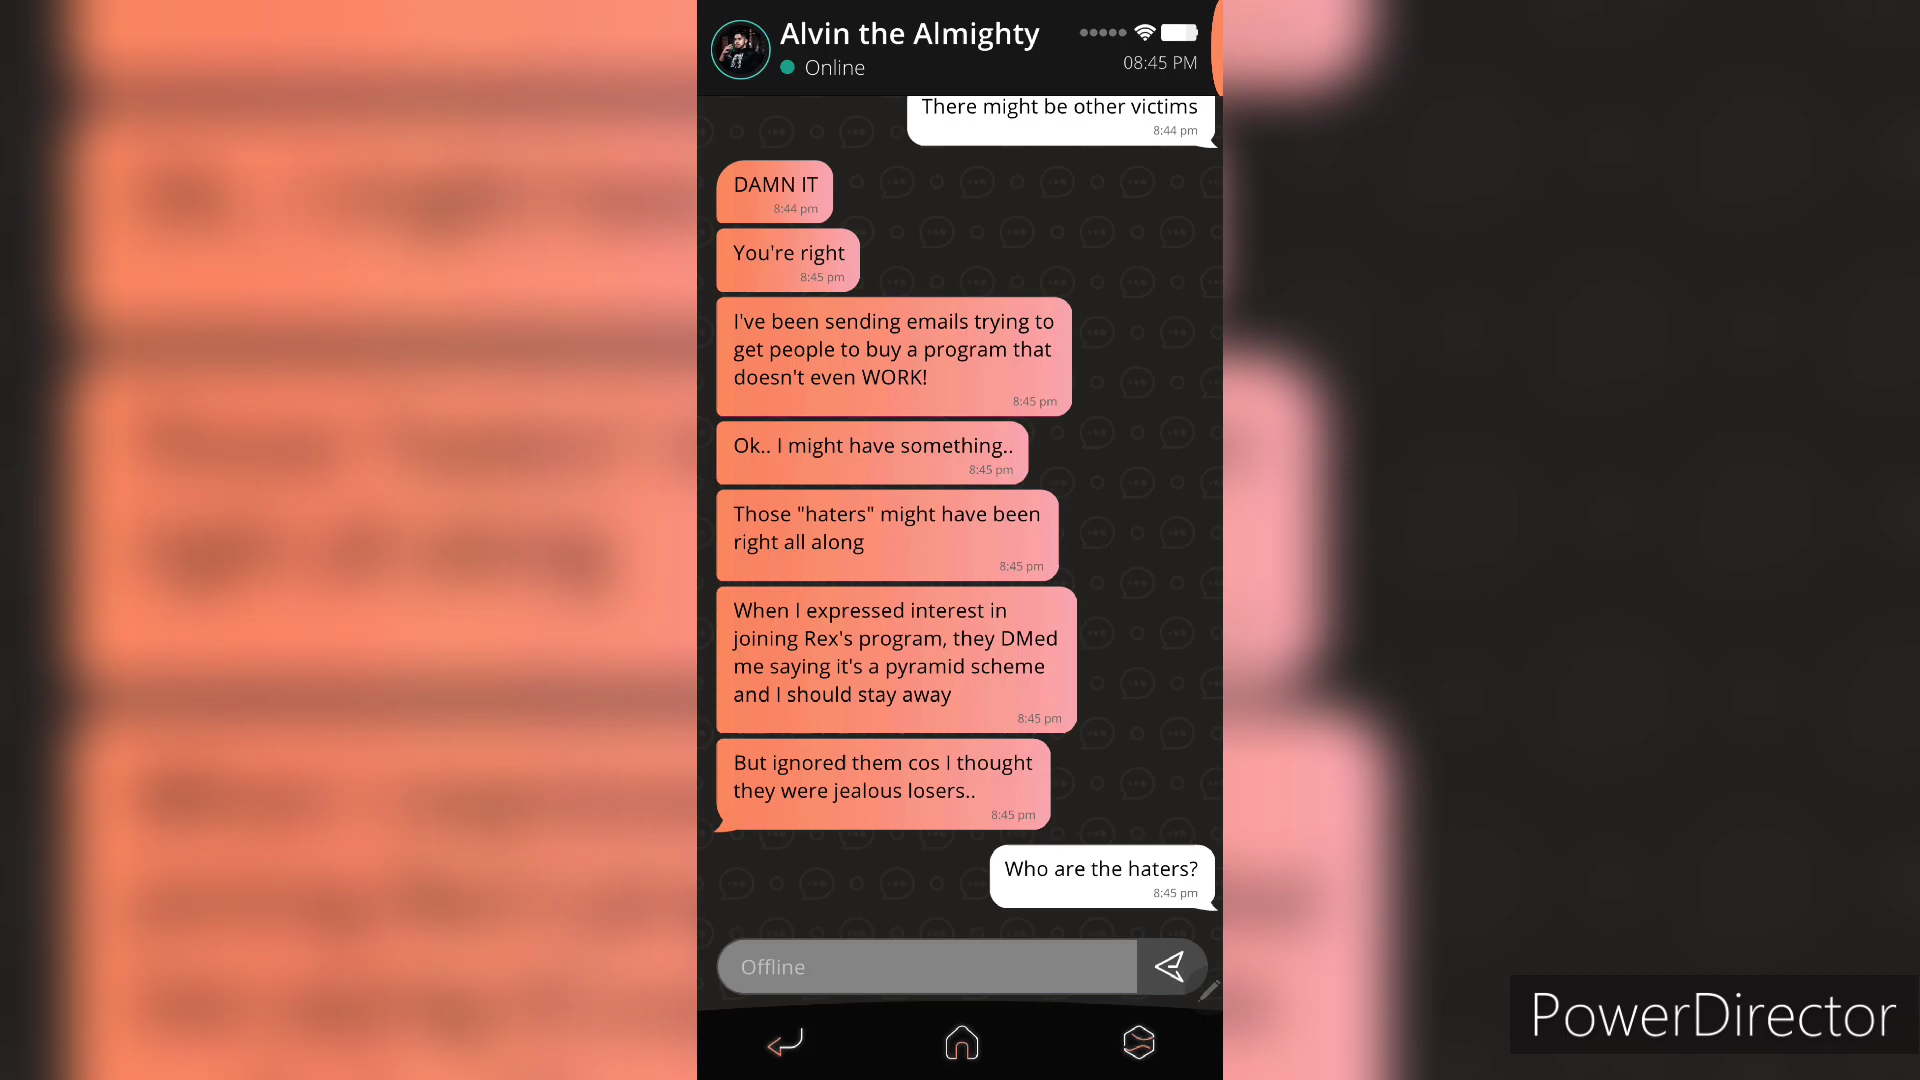 Alvin the Almighty
Online
08:45 PM
There might be other victims
8:44 pm
DAMN IT
8:44 pm
You're right
8:45 pm
I've been sending emails trying to
get people to buy a program that
doesn't even WORK!
8:45 pm
Ok.. I might have something..
8:45 pm
Those "haters" might have been
right all along
8:45 pm
When I expressed interest in
joining Rex's program, they DMed
me saying it's a pyramid scheme
and I should stay away
8:45 pm
But ignored them cos I thought
they were jealous losers..
8:45 pm
Who are the haters?
8:45 pm
Offline
PowerDirector